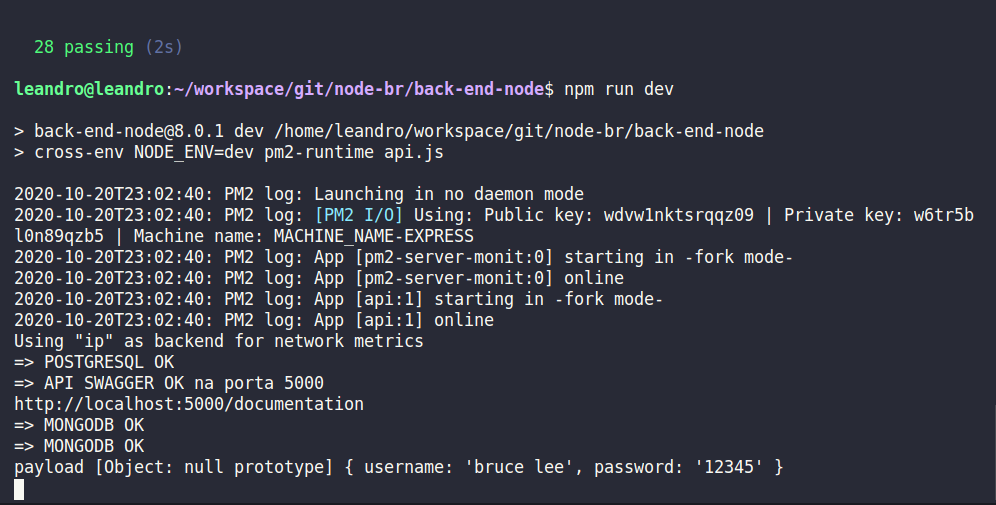 28 passing (2s)
leandro@leandro:~/workspace/git/node-br/back-end-node$ npm run dev
> back-end-node@8.0.1 dev /home/leandro/workspace/git/node-br/back-end-node
> cross-env NODE_ENV=dev pm2-runtime api.js
2020-10-20T23:02:40: PM2 log: Launching in no daemon mode
2020-10-20T23:02:40: PM2 log: [PM2 I/O] Using: Public key: wdvw1nktsrqqz09 | Private key: w6tr5b
l0n89qzb5 | Machine name: MACHINE_NAME-EXPRESS
2020-10-20T23:02:40: PM2 log: App [pm2-server-monit:0] starting in -fork mode-
2020-10-20T23:02:40: PM2 log: App [pm2-server-monit:0] online
2020-10-20T23:02:40: PM2 log: App [api:1] starting in -fork mode-
2020-10-20T23:02:40: PM2 log: App [api:1] online
Using "ip" as backend for network metrics
=> POSTGRESQL OK
=> API SWAGGER OK na porta 5000
http://localhost:5000/documentation
=> MONGODB OK
=> MONGODB OK
payload [Object: null prototype] { username: 'bruce lee', password: '12345' }